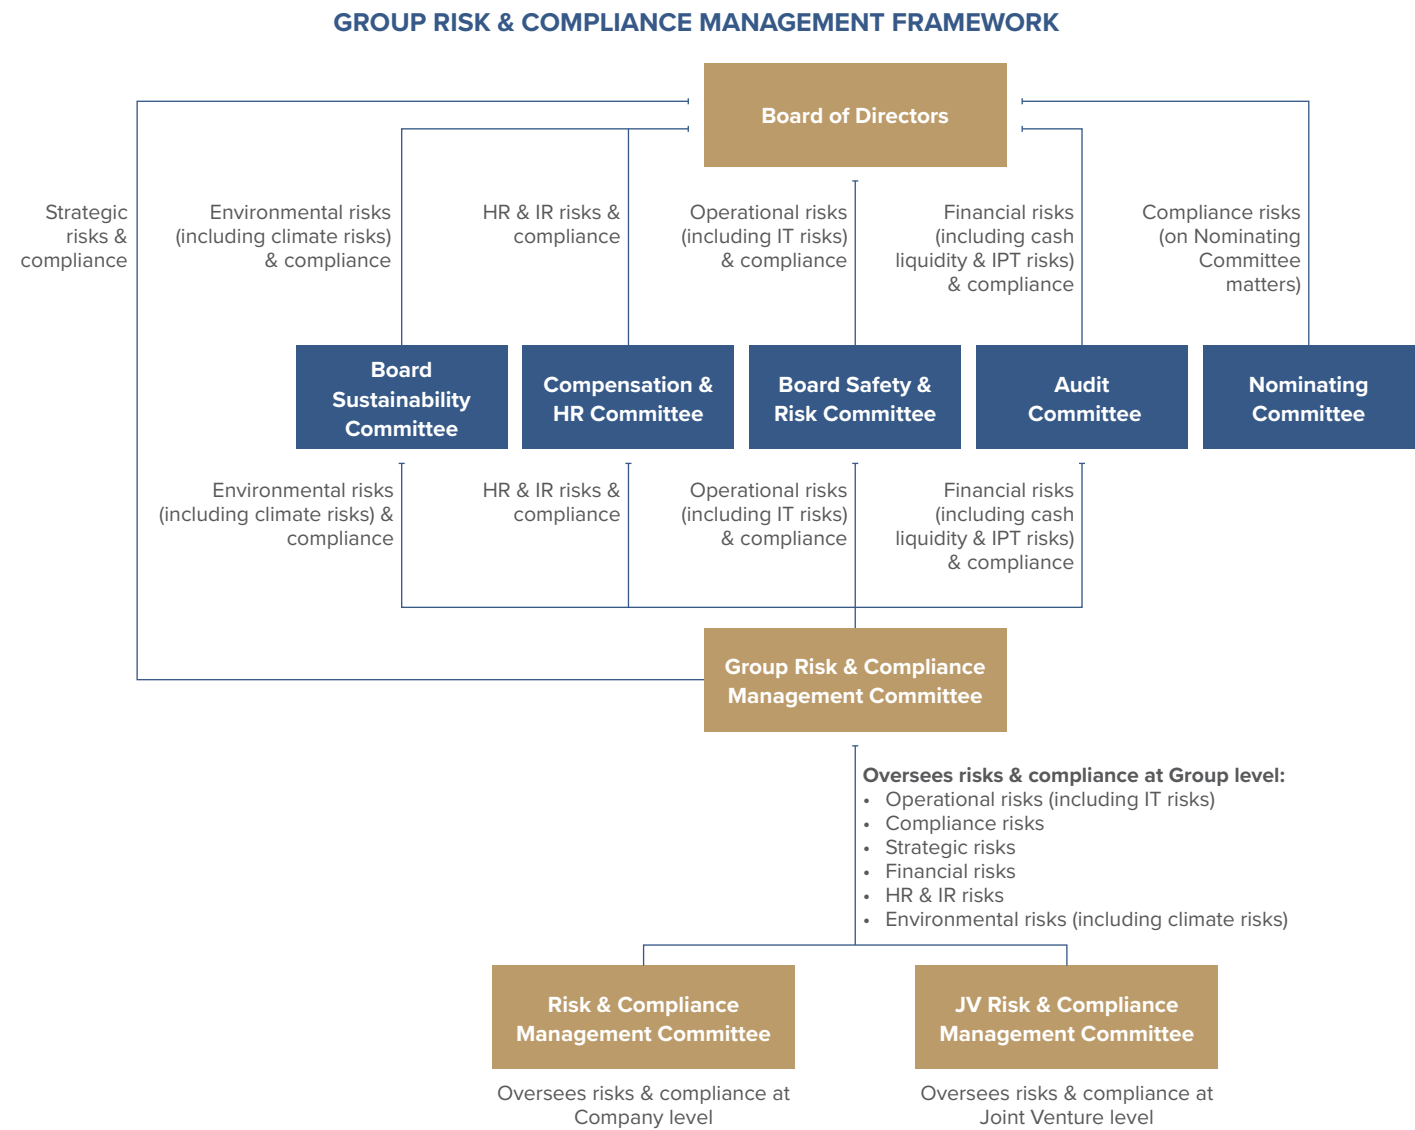 GROUP RISK & COMPLIANCE MANAGEMENT FRAMEWORK
Board of Directors
Strategic
risks &
compliance
Environmental risks
(including climate risks)
& compliance
HR & IR risks &
compliance
Operational risks
(including IT risks)
& compliance
Financial risks
(including cash
liquidity & IPT risks)
& compliance
Compliance risks
(on Nominating
Committee
matters)
Board
Sustainability
Committee
Compensation &
HR Committee
Board Safety &
Risk Committee
Audit
Committee
Nominating
Committee
Environmental risks
(including climate risks) &
compliance
HR & IR risks &
compliance
Operational risks
(including IT risks)
& compliance
Financial risks
(including cash
liquidity & IPT risks)
& compliance
Group Risk & Compliance
Management Committee
Oversees risks & compliance at Group level:
• Operational risks (including IT risks)
• Compliance risks
• Strategic risks
• Financial risks
• HR & IR risks
• Environmental risks (including climate risks)
Risk & Compliance
Management Committee
JV Risk & Compliance
Management Committee
Oversees risks & compliance at
Company level
Oversees risks & compliance at
Joint Venture level